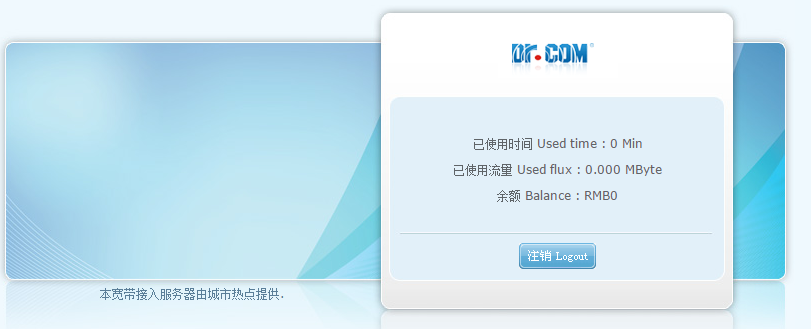 Dr.COM®
已使用时间 Used time : 0 Min
已使用流量 Used flux : 0.000 MByte
余额 Balance : RMB0
注销 Logout
本宽带接入服务器由城市热点提供.